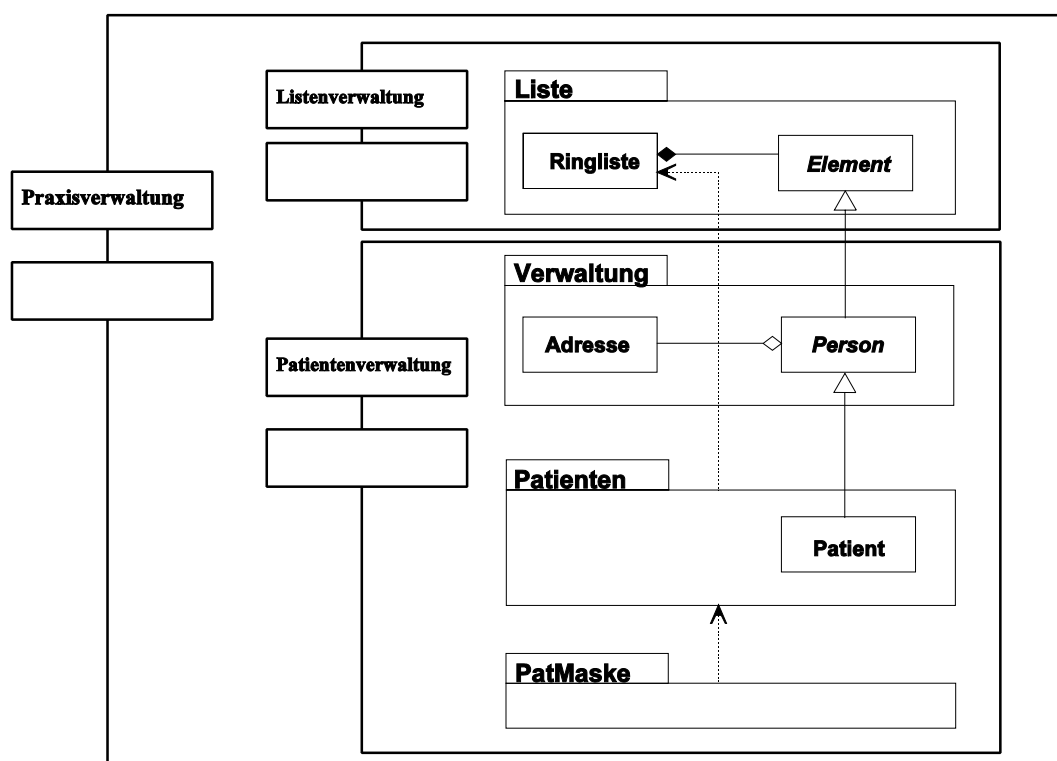 Praxisverwaltung
Listenverwaltung
Liste
Ringliste
Element
Patientenverwaltung
Verwaltung
Adresse
Person
Patienten
Patient
PatMaske